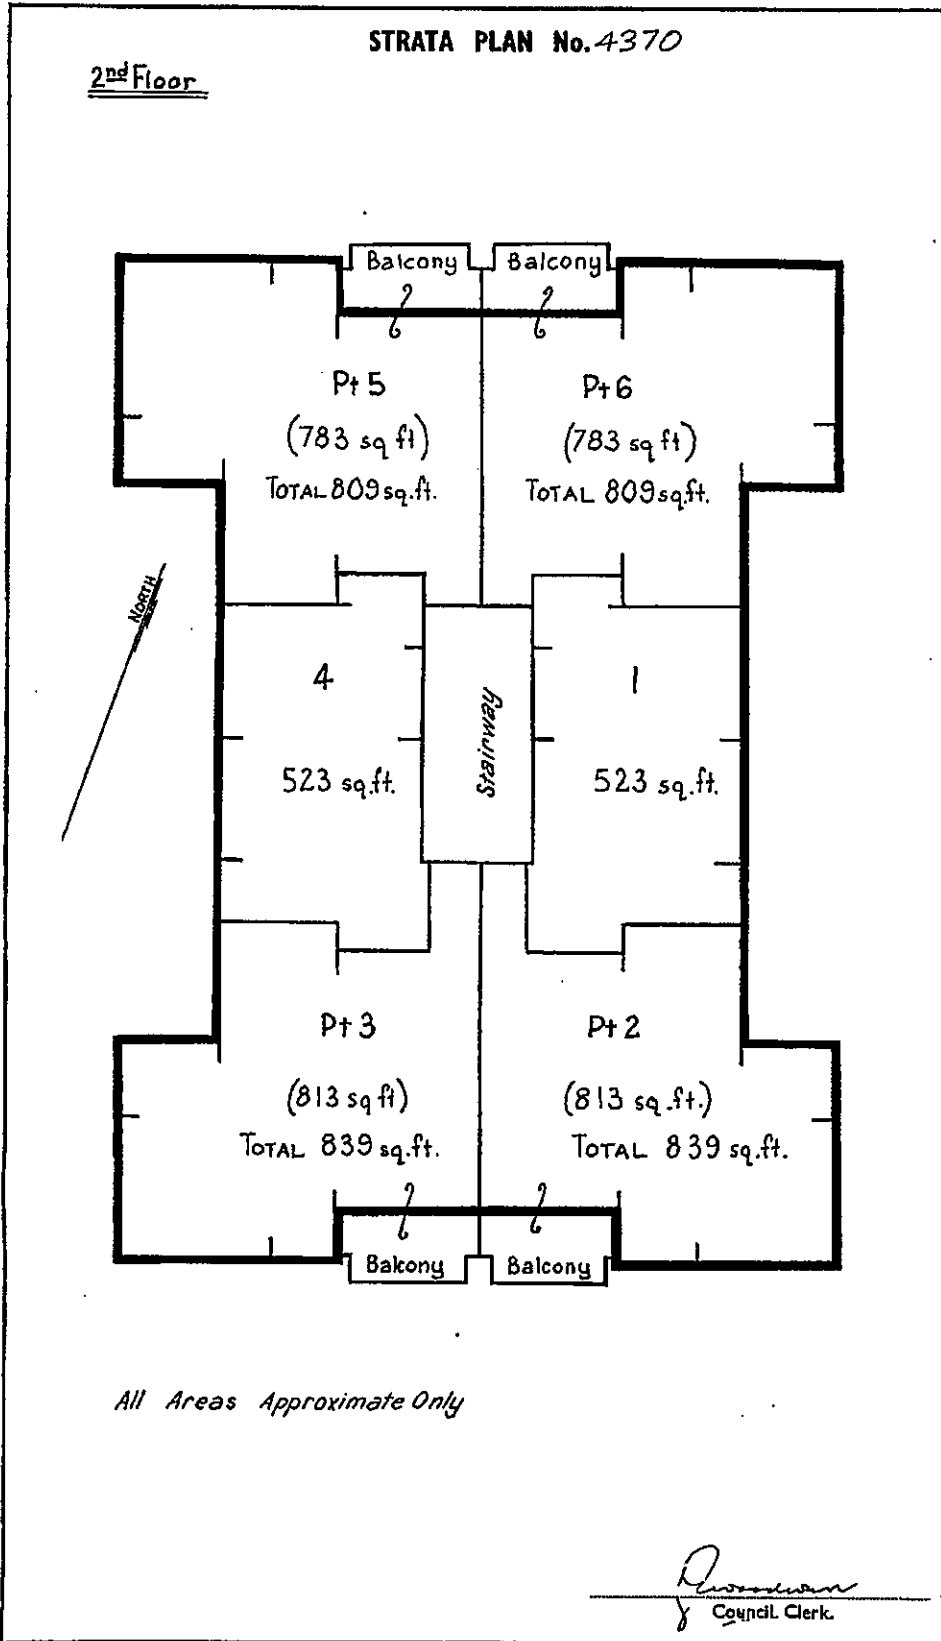 STRATA PLAN No. 4370
2nd Floor
Balcony
Balcony
Pt 5
(783 sq ft)
TOTAL 809 sq.ft.
Pt 6
(783 sq ft)
TOTAL 809 sq.ft.
NORTH
4
523 sq.ft.
Stairway
1
523 sq.ft.
Pt 3
(813 sq ft)
TOTAL 839 sq.ft.
Pt 2
(813 sq.ft.)
TOTAL 839 sq.ft.
Balcony
Balcony
All Areas Approximate Only
Council Clerk.